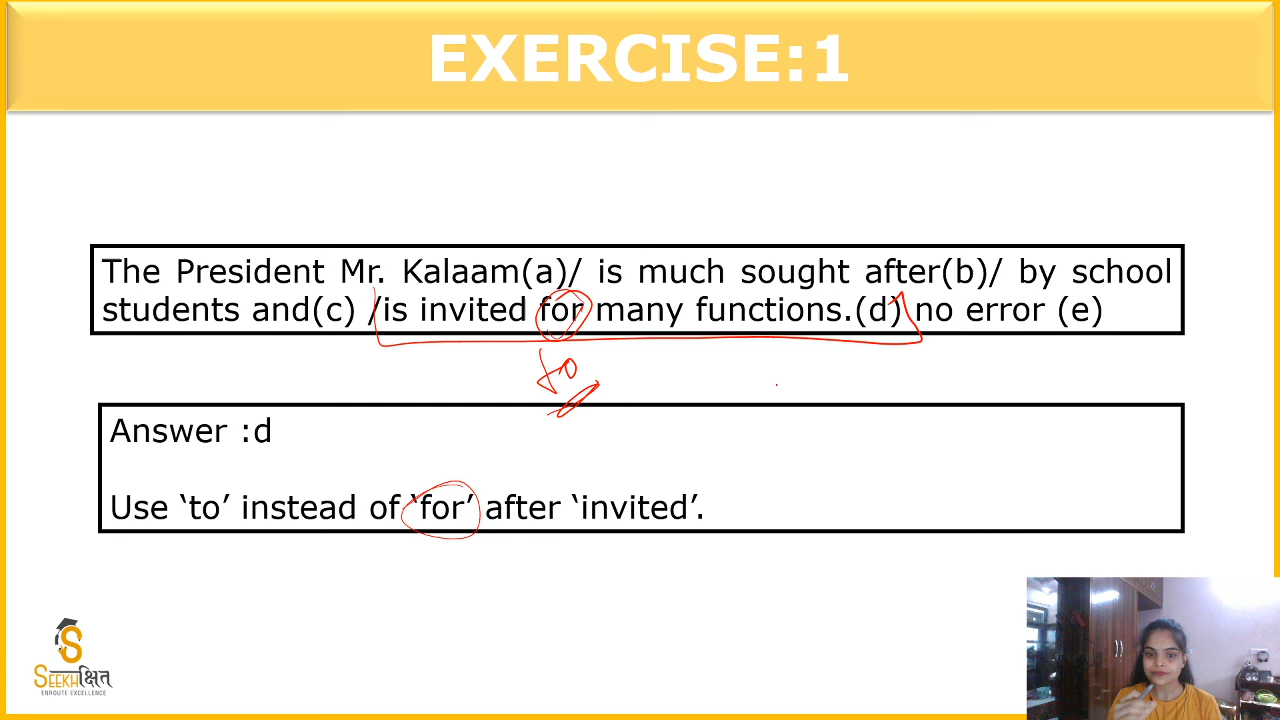 EXERCISE:1
The President Mr. Kalaam(a)/ is much sought after(b)/ by school
students and(c) /is invited for many functions.(d) no error (e)
to
Answer :d
Use ‘to’ instead of ‘for’ after ‘invited’.
S
SEEKHक्षित
ENROUTE EXCELLENCE